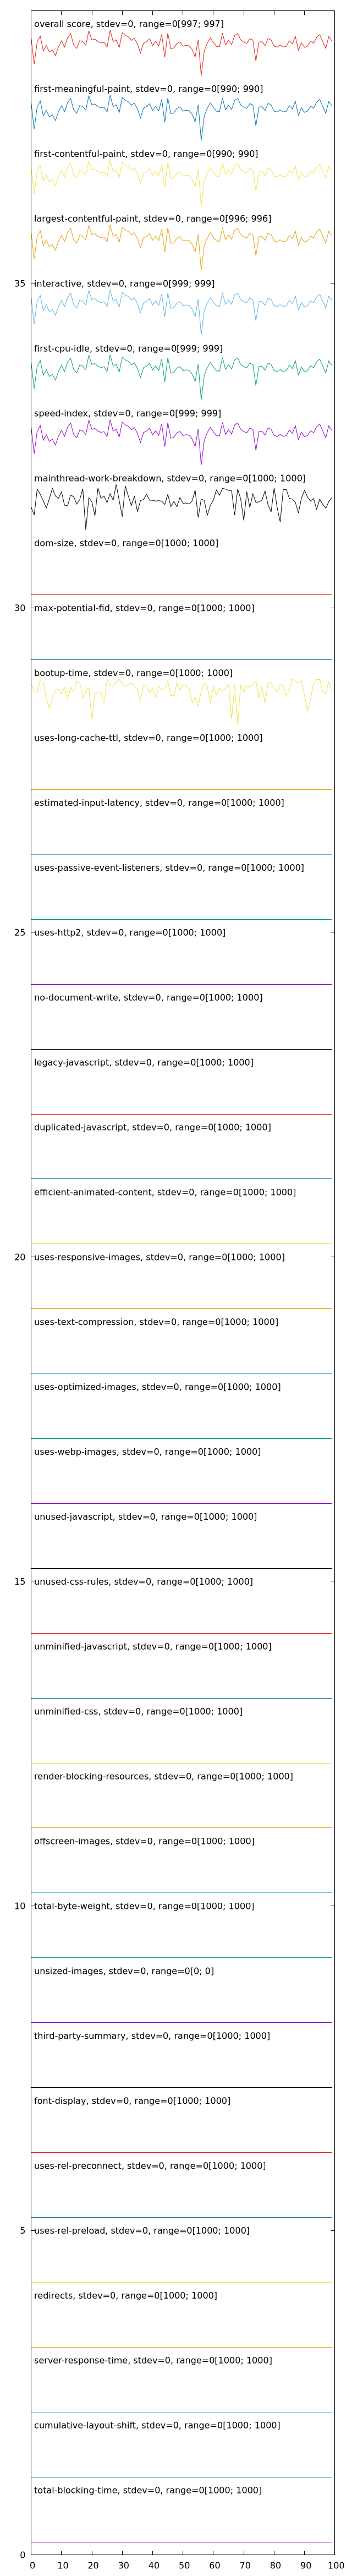 overall score, stdev=0, range=0[997; 997]
first-meaningful-paint, stdev=0, range=0[990; 990]
first-contentful-paint, stdev=0, range=0[990; 990]
largest-contentful-paint, stdev=0, range=0[996; 996]
35
interactive, stdev=0, range=0[999; 999]
first-cpu-idle, stdev=0, range=0[999; 999]
speed-index, stdev=0, range=0[999; 999]
mainthread-work-breakdown, stdev=0, range=0[1000; 1000]
dom-size, stdev=0, range=0[1000; 1000]
30
max-potential-fid, stdev=0, range=0[1000; 1000]
bootup-time, stdev=0, range=0[1000; 1000]
uses-long-cache-ttl, stdev=0, range=0[1000; 1000]
estimated-input-latency, stdev=0, range=0[1000; 1000]
uses-passive-event-listeners, stdev=0, range=0[1000; 1000]
25
uses-http2, stdev=0, range=0[1000; 1000]
no-document-write, stdev=0, range=0[1000; 1000]
legacy-javascript, stdev=0, range=0[1000; 1000]
duplicated-javascript, stdev=0, range=0[1000; 1000]
efficient-animated-content, stdev=0, range=0[1000; 1000]
20
uses-responsive-images, stdev=0, range=0[1000; 1000]
uses-text-compression, stdev=0, range=0[1000; 1000]
uses-optimized-images, stdev=0, range=0[1000; 1000]
uses-webp-images, stdev=0, range=0[1000; 1000]
unused-javascript, stdev=0, range=0[1000; 1000]
15
unused-css-rules, stdev=0, range=0[1000; 1000]
unminified-javascript, stdev=0, range=0[1000; 1000]
unminified-css, stdev=0, range=0[1000; 1000]
render-blocking-resources, stdev=0, range=0[1000; 1000]
offscreen-images, stdev=0, range=0[1000; 1000]
10
total-byte-weight, stdev=0, range=0[1000; 1000]
unsized-images, stdev=0, range=0[0; 0]
third-party-summary, stdev=0, range=0[1000; 1000]
font-display, stdev=0, range=0[1000; 1000]
uses-rel-preconnect, stdev=0, range=0[1000; 1000]
5
uses-rel-preload, stdev=0, range=0[1000; 1000]
redirects, stdev=0, range=0[1000; 1000]
server-response-time, stdev=0, range=0[1000; 1000]
cumulative-layout-shift, stdev=0, range=0[1000; 1000]
total-blocking-time, stdev=0, range=0[1000; 1000]
0
0 10 20 30 40 50 60 70 80 90 100